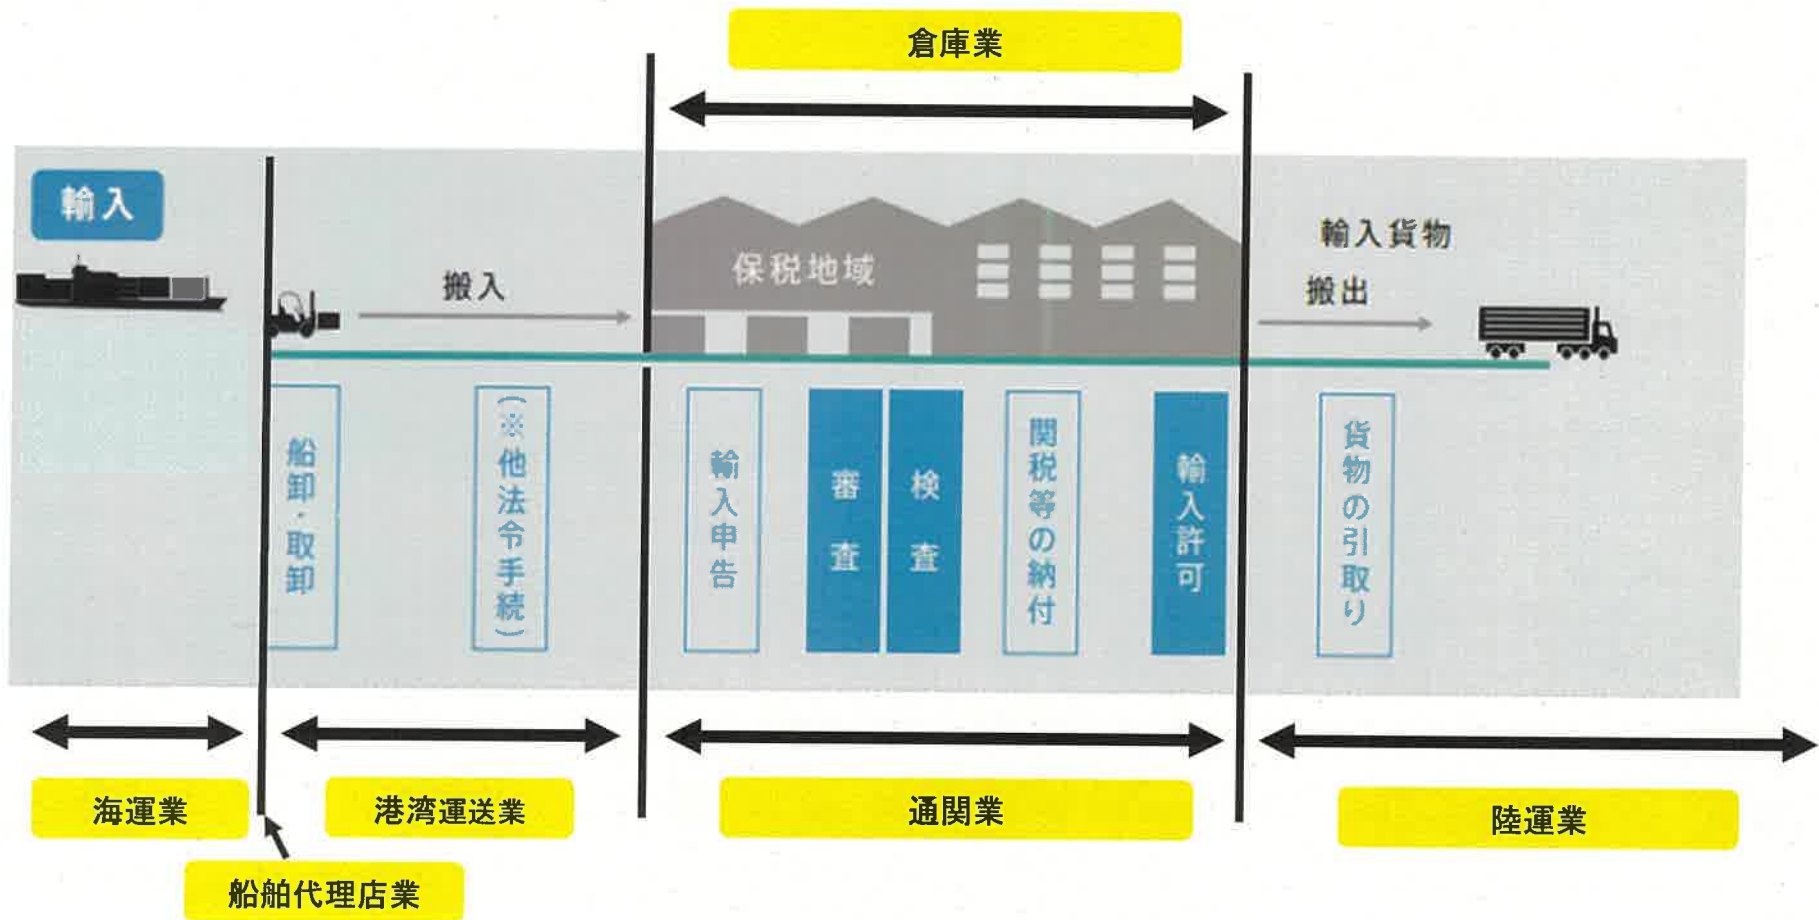 倉庫業
輸入
搬入
保税地域
輸入貨物
搬出
船卸・取卸
(※他法令手続)
輸入申告
審査
検査
関税等の納付
輸入許可
貨物の引取り
海運業
港湾運送業
通関業
陸運業
船舶代理店業